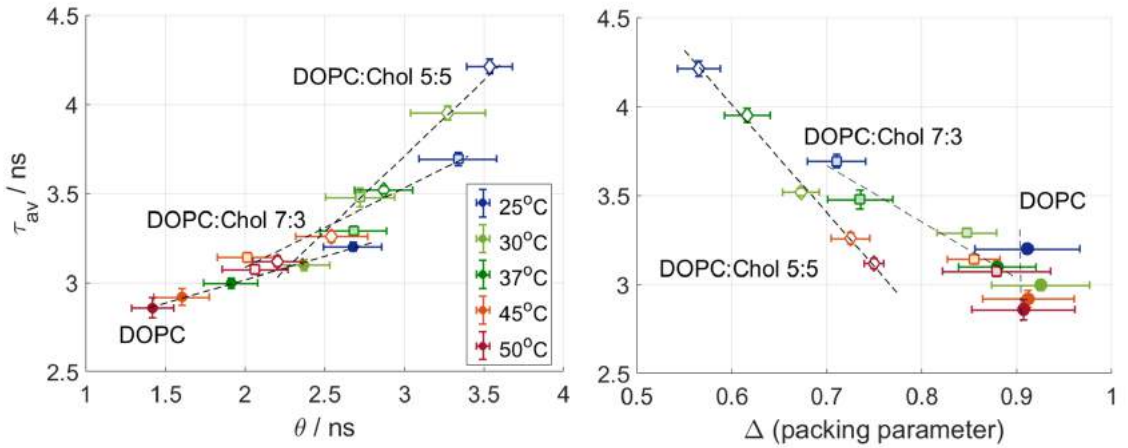 4.5
4
3.5
3
2.5
τav / ns
DOPC:Chol 5:5
DOPC:Chol 7:3
DOPC
25°C
30°C
37°C
45°C
50°C
1 1.5 2 2.5 3 3.5 4
θ / ns
4.5
4
3.5
3
2.5
DOPC:Chol 7:3
DOPC
DOPC:Chol 5:5
0.5 0.6 0.7 0.8 0.9 1
Δ (packing parameter)